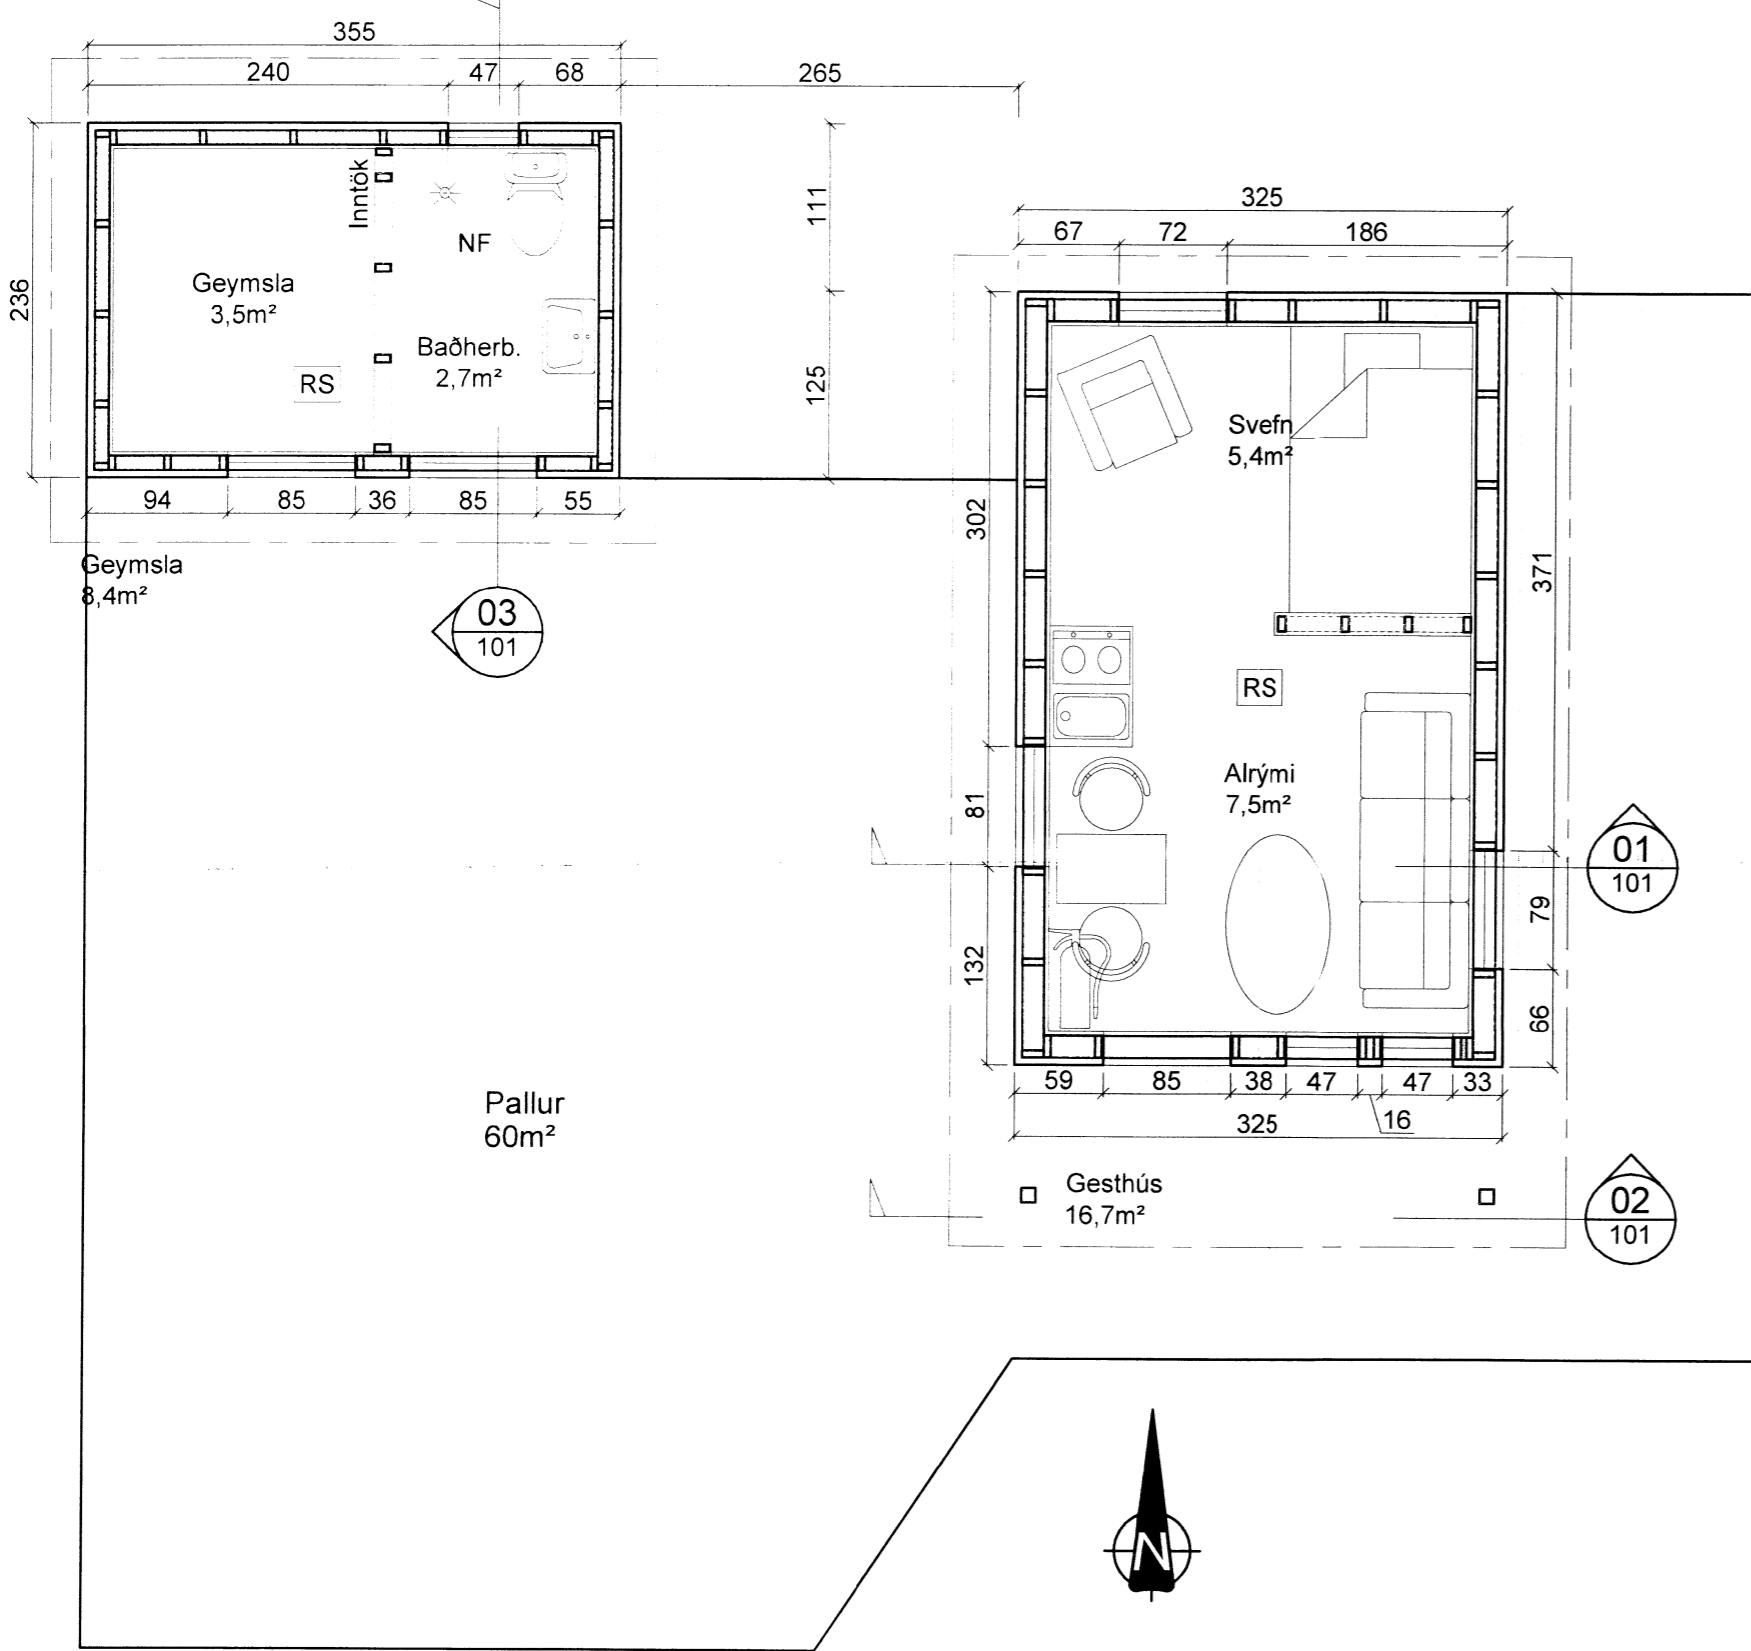 355
240
47
68
265
236
Inntök
NF
Geymsla
3,5m²
Baðherb.
2,7m²
RS
111
125
94
85
36
85
55
Geymsla
8,4m²
03
101
325
67
72
186
302
81
132
371
79
66
Svefn
5,4m²
RS
Alrými
7,5m²
01
101
59
85
38
47
47
33
16
325
Pallur
60m²
Gesthús
16,7m²
02
101
N